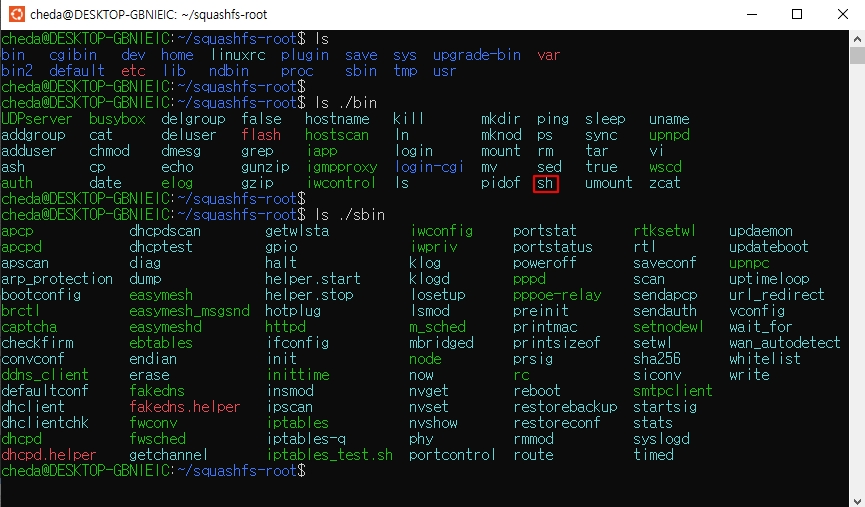 cheda@DESKTOP-GBNIEIC: ~/squashfs-root
cheda@DESKTOP-GBNIEIC:~/squashfs-root$ ls
bin cgibin dev home linuxrc plugin save sys upgrade-bin var
bin2 default etc lib ndbin proc sbin tmp usr
cheda@DESKTOP-GBNIEIC:~/squashfs-root$
cheda@DESKTOP-GBNIEIC:~/squashfs-root$ ls ./bin
UDPserver busybox delgroup false hostname kill mkdir ping sleep uname
addgroup cat deluser flash hostscan ln mknod ps sync upnpd
adduser chmod dmesg grep iapp login mount rm tar vi
ash cp echo gunzip igmpproxy login-cgi mv sed true wscd
auth date elog gzip iwcontrol ls pidof sh umount zcat
cheda@DESKTOP-GBNIEIC:~/squashfs-root$
cheda@DESKTOP-GBNIEIC:~/squashfs-root$ ls ./sbin
apcp dhcpdscan getwlsta iwconfig portstat rtksetwl updaemon
apcpd dhcptest gpio iwpriv portstatus rtl updateboot
apscan diag halt klog poweroff saveconf upnpc
arp_protection dump helper.start klogd pppd scan uptimeloop
bootconfig easymesh helper.stop losetup pppoe-relay sendapcp url_redirect
brctl easymesh_msgsnd hotplug lsmod preinit sendauth vconfig
captcha easymeshd httpd m_sched printmac setnodewl wait_for
checkfirm ebtables ifconfig mbridged printsizeof setwl wan_autodetect
convconf endian init node prsig sha256 whitelist
ddns_client erase inittime now rc siconv write
defaultconf fakedns insmod nvget reboot smtpclient
dhclient fakedns.helper ipscan nvset restorebackup startsig
dhclientchk fwconv iptables nvshow restoreconf stats
dhcpd fwsched iptables-q phy rmmod syslogd
dhcpd.helper getchannel iptables_test.sh portcontrol route timed
cheda@DESKTOP-GBNIEIC:~/squashfs-root$